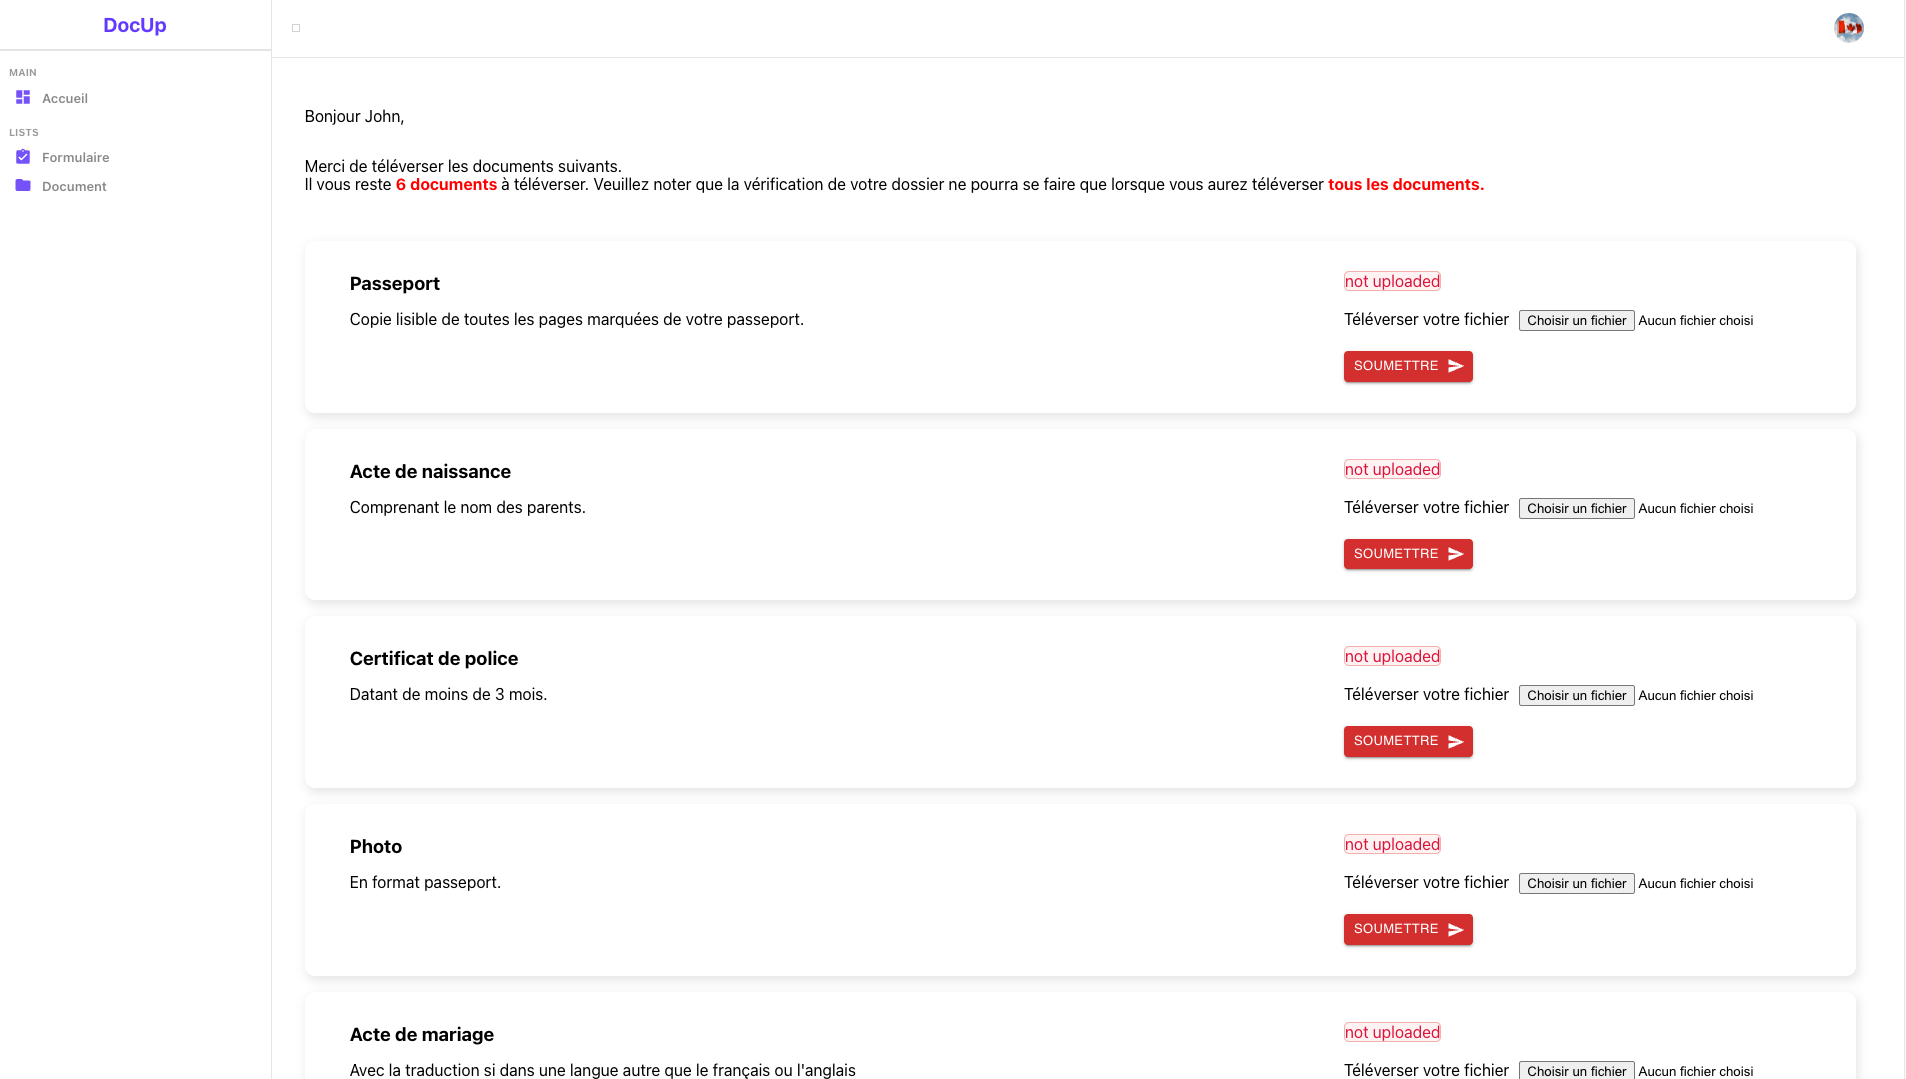 DocUp
MAIN
Accueil
LISTS
Formulaire
Document
Bonjour John,
Merci de téléverser les documents suivants.
Il vous reste 6 documents à téléverser. Veuillez noter que la vérification de votre dossier ne pourra se faire que lorsque vous aurez téléverser tous les documents.
Passeport
not uploaded
Copie lisible de toutes les pages marquées de votre passeport.
Téléverser votre fichier Choisir un fichier Aucun fichier choisi
SOUMETTRE
Acte de naissance
not uploaded
Comprenant le nom des parents.
Téléverser votre fichier Choisir un fichier Aucun fichier choisi
SOUMETTRE
Certificat de police
not uploaded
Datant de moins de 3 mois.
Téléverser votre fichier Choisir un fichier Aucun fichier choisi
SOUMETTRE
Photo
not uploaded
En format passeport.
Téléverser votre fichier Choisir un fichier Aucun fichier choisi
SOUMETTRE
Acte de mariage
not uploaded
Avec la traduction si dans une langue autre que le français ou l'anglais
Téléverser votre fichier Choisir un fichier Aucun fichier choisi